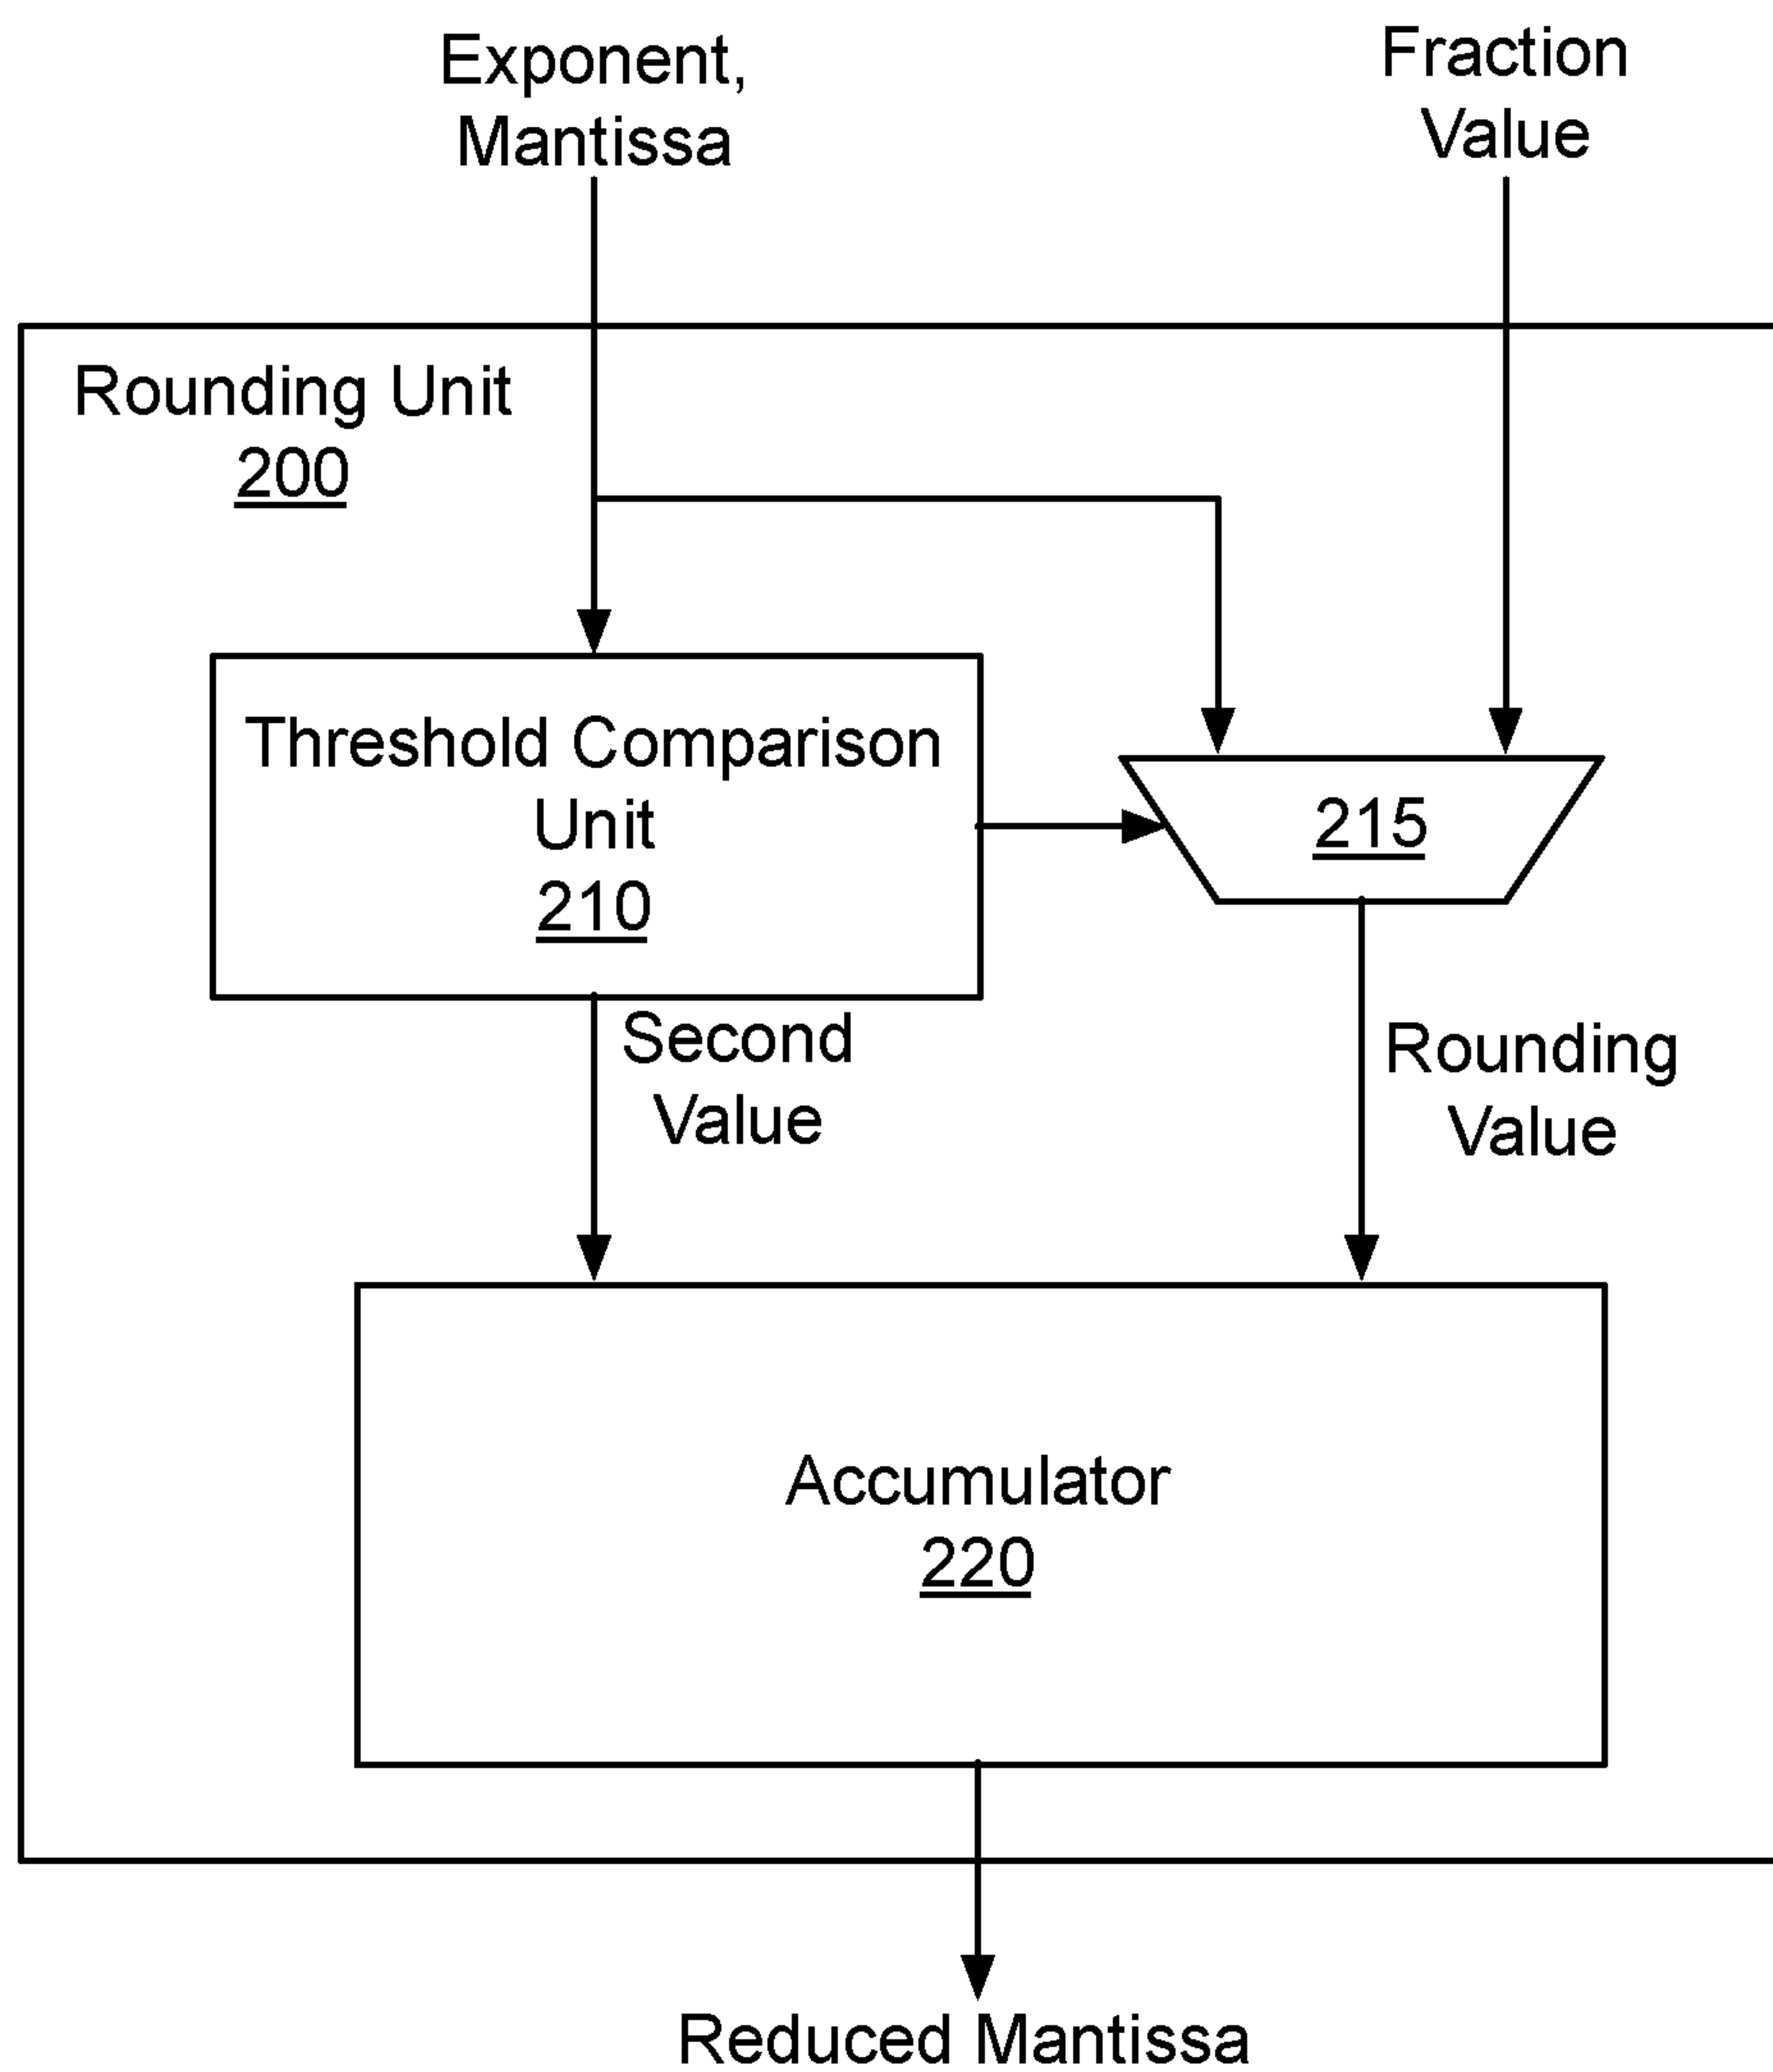 Exponent,
Mantissa
Fraction
Value
Rounding Unit
200
Threshold Comparison
Unit
210
215
Second
Value
Rounding
Value
Accumulator
220
Reduced Mantissa